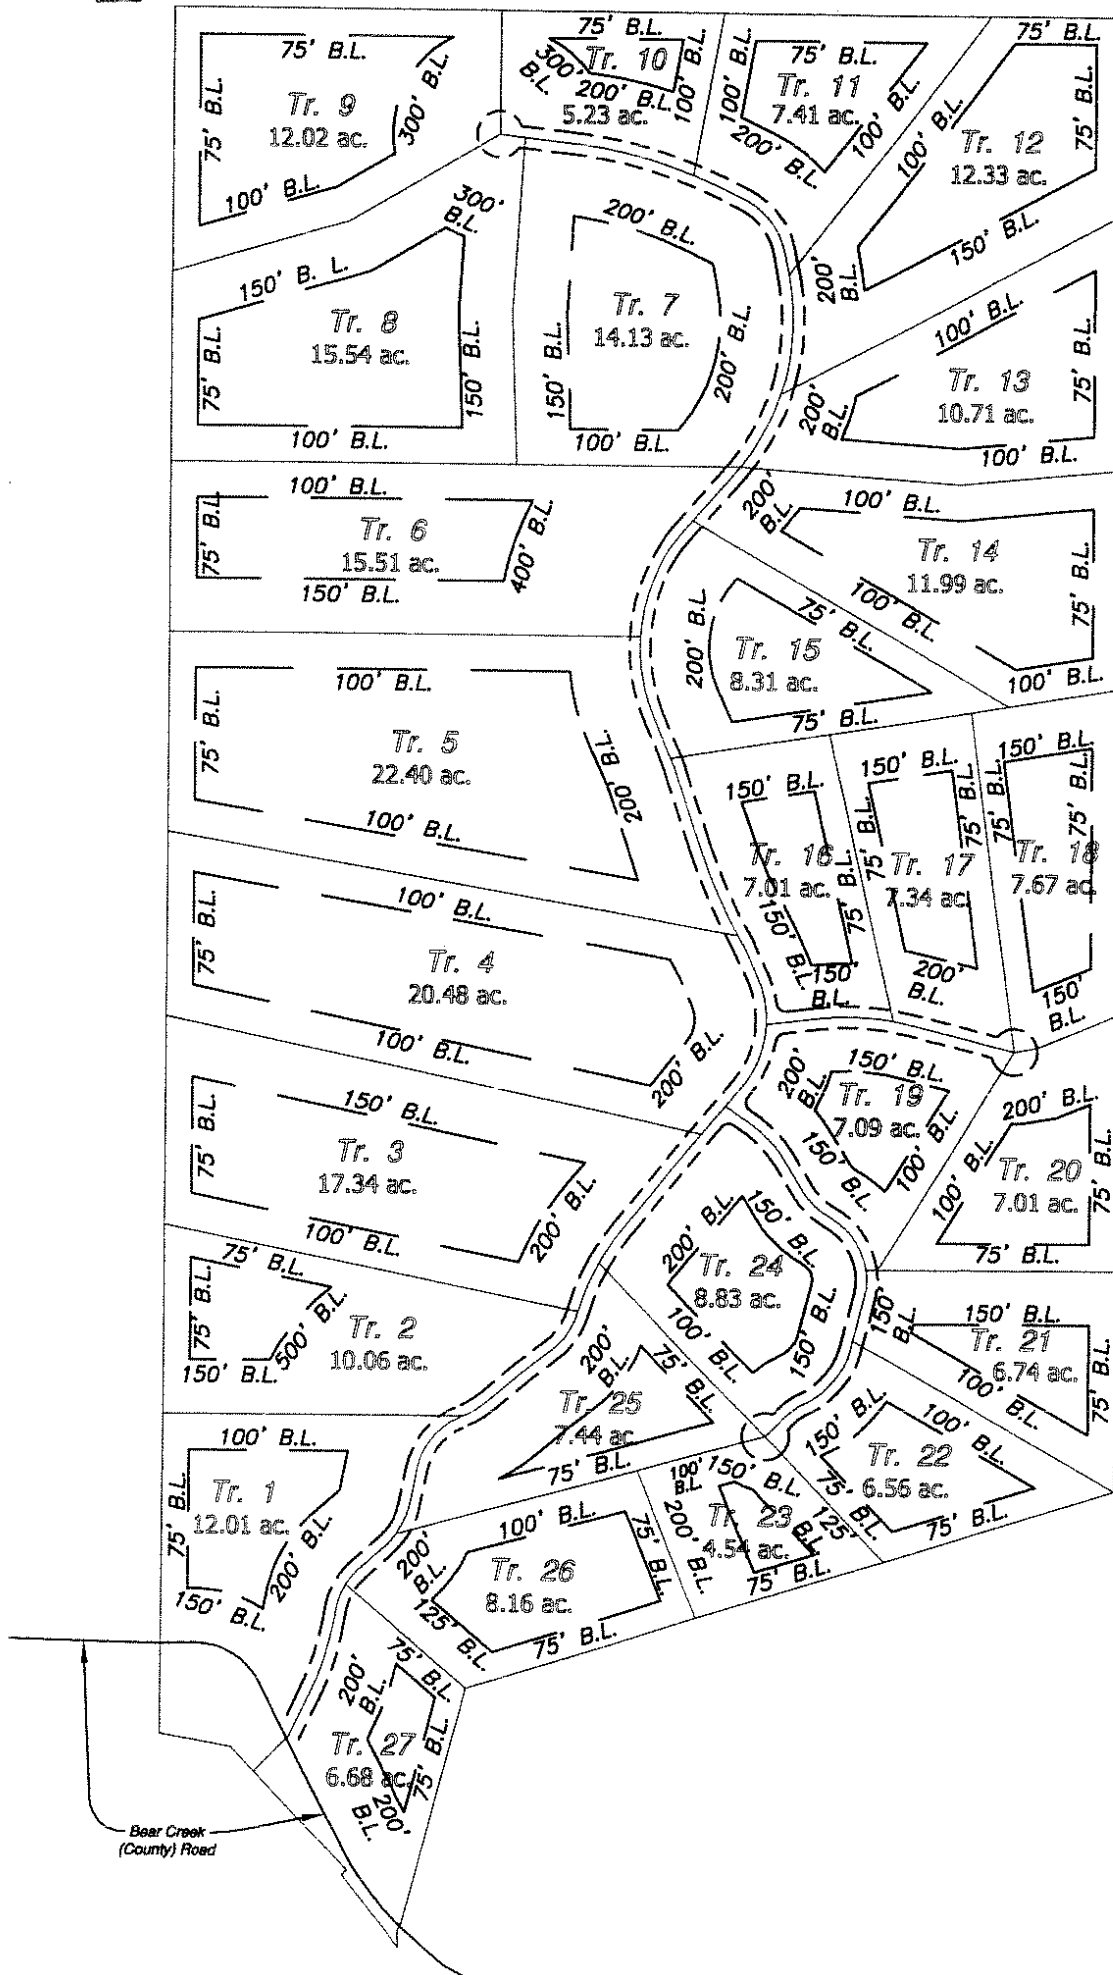 75' B.L.
75' B.L.
Tr. 9
12.02 ac.
300' B.L.
100' B.L.
75' B.L.
300'
B.L.
Tr. 10
200' B.L.
5.23 ac.
100' B.L.
100' B.L.
75' B.L.
Tr. 11
7.41 ac.
200' B.L.
100' B.L.
75' B.L.
100' B.L.
75' B.L.
Tr. 12
12.33 ac.
200'
B.L.
150' B.L.
300'
B.L.
150' B. L.
Tr. 8
15.54 ac.
75' B.L.
150' B.L.
100' B.L.
200' B.L.
Tr. 7
14.13 ac.
150' B.L.
200' B.L.
100' B.L.
100' B.L.
Tr. 13
10.71 ac.
200'
B.L.
75' B.L.
100' B.L.
100' B.L.
75' B.L.
Tr. 6
15.51 ac.
400' B.L.
150' B.L.
200'
B.L.
100' B.L.
Tr. 14
11.99 ac.
75' B.L.
100' B.L.
100' B.L.
200' B.L.
75' B.L.
Tr. 15
8.31 ac.
75' B.L.
100' B.L.
75' B.L.
Tr. 5
22.40 ac.
200' B.L.
100' B.L.
150' B.L.
Tr. 16
7.01 ac.
75' B.L.
150' B.L.
150'
B.L.
150' B.L.
75' B.L.
75' B.L.
Tr. 17
7.34 ac.
200'
B.L.
150' B.L.
75' B.L.
75' B.L.
Tr. 18
7.67 ac.
150'
B.L.
100' B.L.
75' B.L.
Tr. 4
20.48 ac.
100' B.L.
200' B.L.
150' B.L.
75' B.L.
Tr. 3
17.34 ac.
200' B.L.
100' B.L.
200'
B.L.
150' B.L.
Tr. 19
7.09 ac.
150' B.L.
100' B.L.
200' B.L.
100' B.L.
Tr. 20
7.01 ac.
75' B.L.
75' B.L.
75' B.L.
75' B.L.
500' B.L.
Tr. 2
10.06 ac.
150' B.L.
200' B.L.
150' B.L.
Tr. 24
8.83 ac.
100' B.L.
150' B.L.
150'
B.L.
150' B.L.
Tr. 21
6.74 ac.
75' B.L.
100' B.L.
200'
B.L.
75' B.L.
Tr. 25
7.44 ac.
75' B.L.
150' B.L.
100' B.L.
Tr. 22
6.56 ac.
75' B.L.
75' B.L.
100' B.L.
75' B.L.
Tr. 1
12.01 ac.
200' B.L.
150' B.L.
100'
B.L.
150' B.L.
200' B.L.
Tr. 23
4.54 ac.
125'
B.L.
75' B.L.
200'
B.L.
100' B.L.
75' B.L.
Tr. 26
8.16 ac.
125' B.L.
75' B.L.
75' B.L.
200'
B.L.
Tr. 27
6.68 ac.
75' B.L.
200'
B.L.
Bear Creek
(County) Road